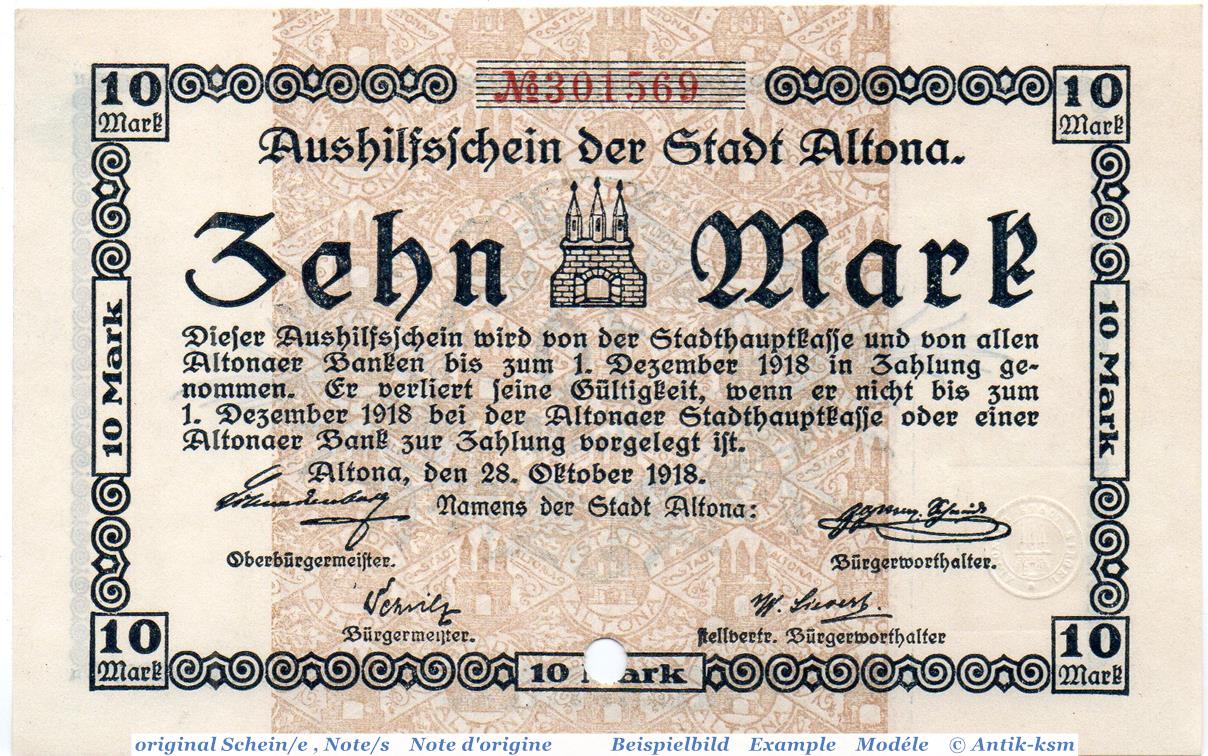 10 Mark
№301569
10 Mark
Aushilfsschein der Stadt Altona.
Zehn Mark
Dieser Aushilfsschein wird von der Stadthauptkasse und von allen
Altonaer Banken bis zum 1. Dezember 1918 in Zahlung ge-
nommen. Er verliert seine Gültigkeit, wenn er nicht bis zum
1. Dezember 1918 bei der Altonaer Stadthauptkasse oder einer
Altonaer Bank zur Zahlung vorgelegt ist.
10 Mark
10 Mark
Altona, den 28. Oktober 1918.
Namens der Stadt Altona:
Oberbürgermeister.
Bürgerworthalter.
Schulz
W. Sievert.
Bürgermeister.
stellvertr. Bürgerworthalter
10 Mark
10 ark
10 Mark
original Schein/e , Note/s Note d'origine Beispielbild Example Modéle © Antik-ksm